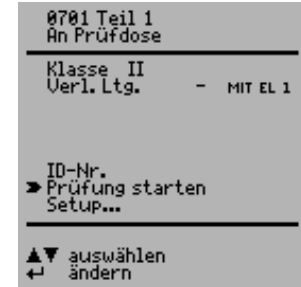 0701 Teil 1
An Prüfdose
Klasse II
Verl. Ltg. - MIT EL 1
ID-Nr.
Prüfung starten
Setup...
▲▼ auswählen
↵ ändern